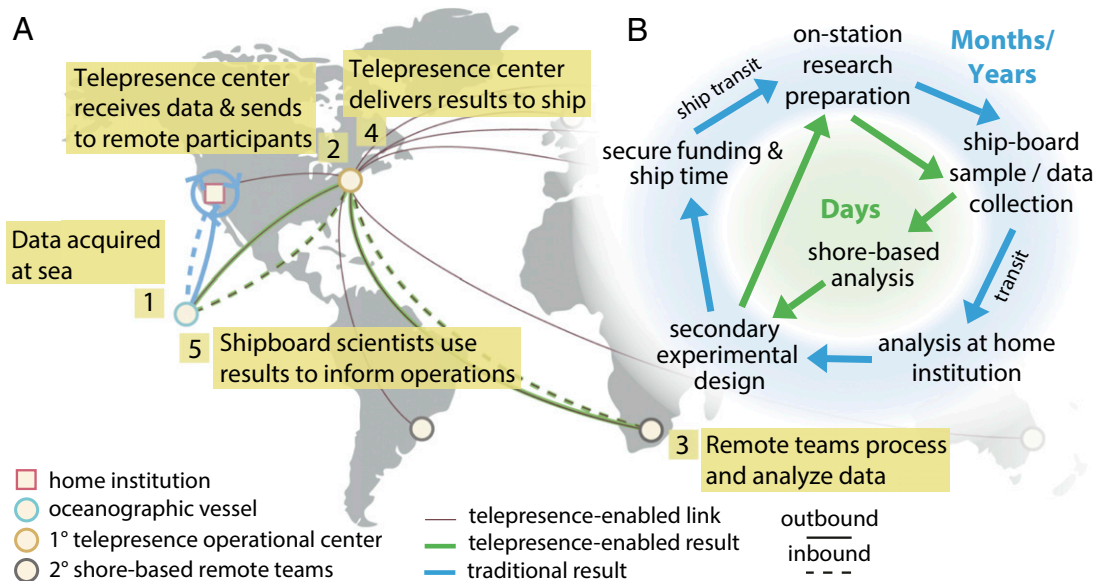 A
Telepresence center
receives data & sends
to remote participants
2
Telepresence center
delivers results to ship
4
Data acquired
at sea
1
5
Shipboard scientists use
results to inform operations
3
Remote teams process
and analyze data
home institution
oceanographic vessel
1° telepresence operational center
2° shore-based remote teams
telepresence-enabled link
telepresence-enabled result
traditional result
outbound
inbound
B
on-station
research
preparation
Months/
Years
ship transit
secure funding &
ship time
ship-board
sample / data
collection
Days
shore-based
analysis
transit
secondary
experimental
design
analysis at home
institution